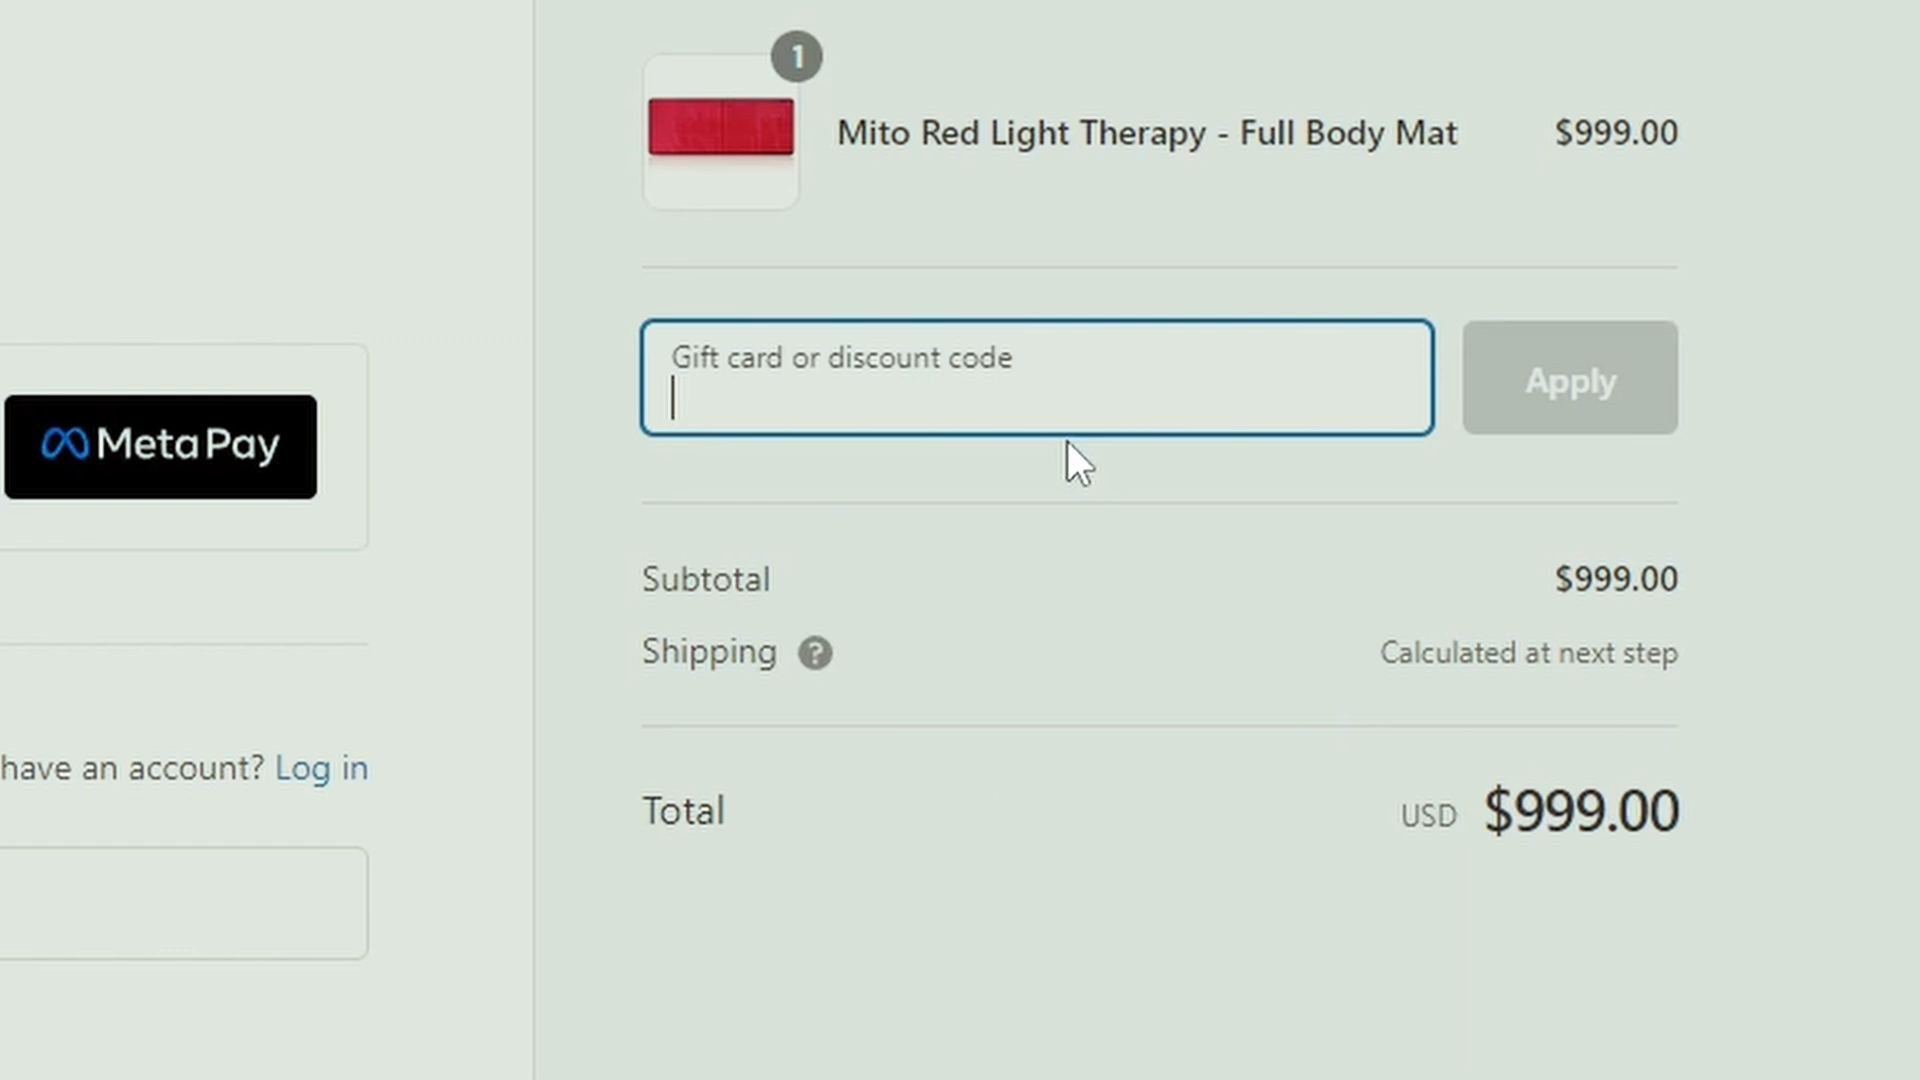 1
Mito Red Light Therapy - Full Body Mat $999.00
Gift card or discount code
Apply
Meta Pay
Subtotal $999.00
Shipping ? Calculated at next step
have an account? Log in
Total USD $999.00